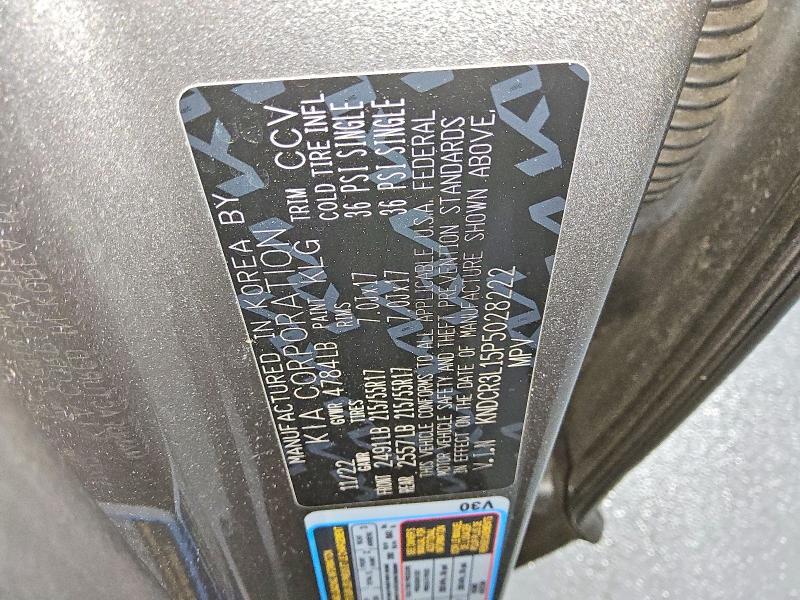 MANUFACTURED IN KOREA BY
KIA CORPORATION
11/22 GVWR 4784LB PAINT KLG TRIM CCV
GAWR TIRES RIMS COLD TIRE INFL
FRONT 2491LB 215/55R17 7.0JX17 36 PSI SINGLE
REAR 2557LB 215/55R17 7.0JX17 36 PSI SINGLE
THIS VEHICLE CONFORMS TO ALL APPLICABLE U.S.A. FEDERAL
MOTOR VEHICLE SAFETY AND THEFT PREVENTION STANDARDS
IN EFFECT ON THE DATE OF MANUFACTURE SHOWN ABOVE.
V.I.N KNDCR3L15P5028222
MPV
V30